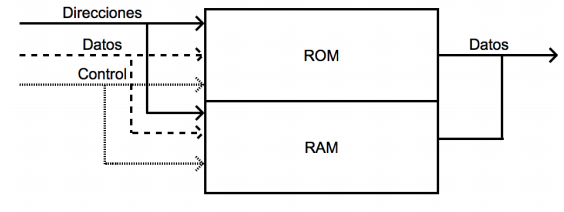 Direcciones
Datos
Control
ROM
Datos
RAM